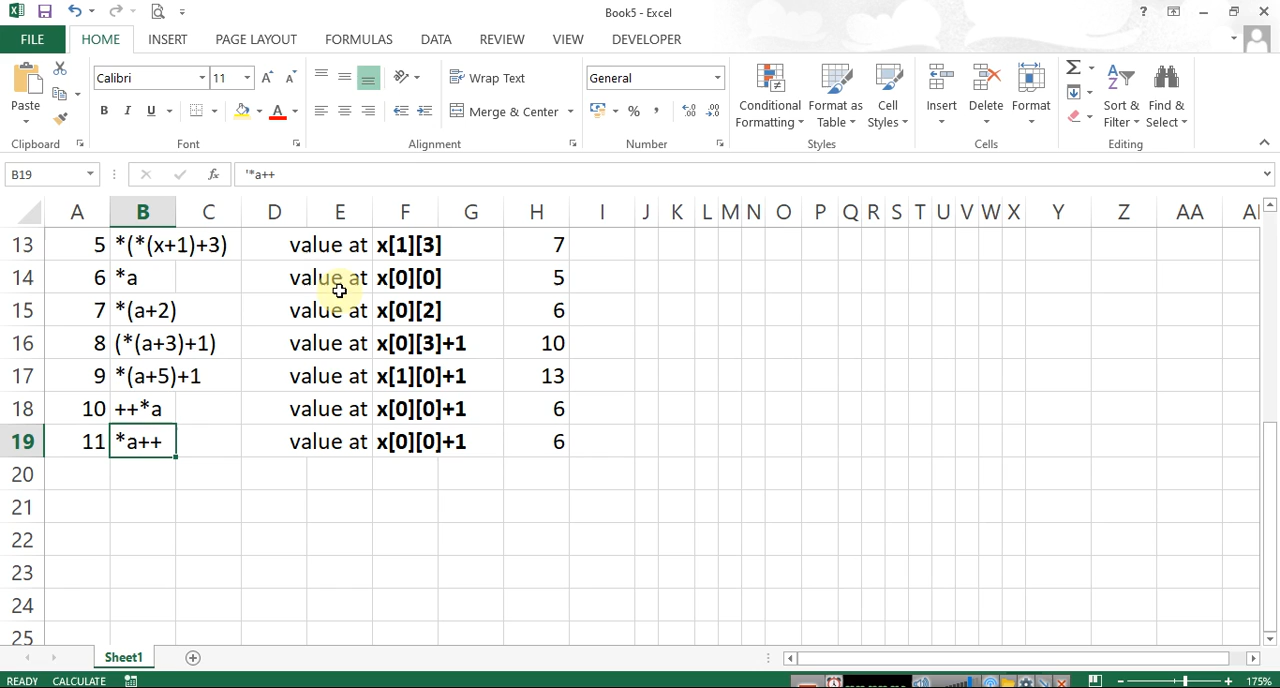 Book5 - Excel
FILE HOME INSERT PAGE LAYOUT FORMULAS DATA REVIEW VIEW DEVELOPER
Calibri 11 Wrap Text General
Paste B I U Merge & Center % Conditional Formatting Format as Table Cell Styles Insert Delete Format Sort & Filter Find & Select
Clipboard Font Alignment Number Styles Cells Editing
B19 fx '*a++
A B C D E F G H I J K L M N O P Q R S T U V W X Y Z AA Al
13 5 *(*(x+1)+3) value at x[1][3] 7
14 6 *a value at x[0][0] 5
15 7 *(a+2) value at x[0][2] 6
16 8 (*(a+3)+1) value at x[0][3]+1 10
17 9 *(a+5)+1 value at x[1][0]+1 13
18 10 ++*a value at x[0][0]+1 6
19 11 *a++ value at x[0][0]+1 6
20
21
22
23
24
25
Sheet1
READY CALCULATE 175%